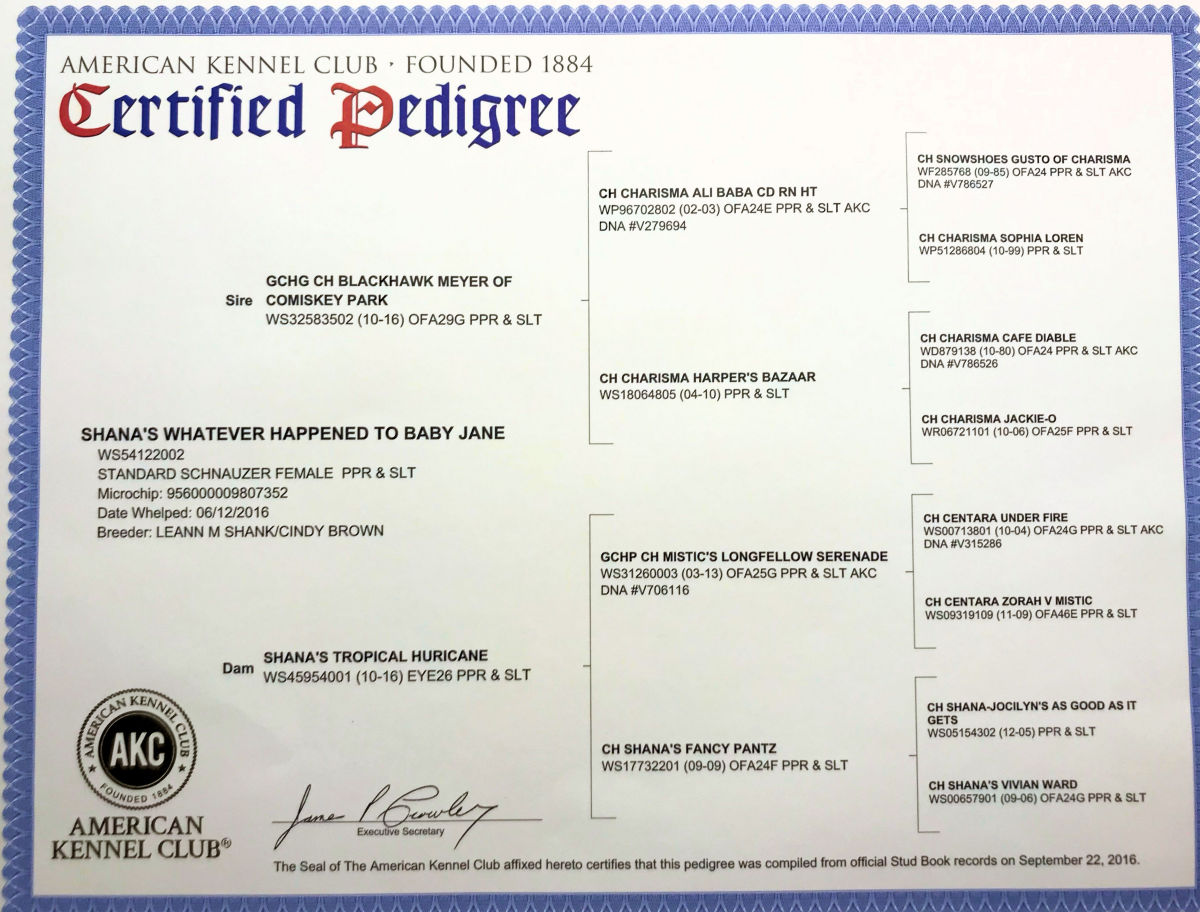 AMERICAN KENNEL CLUB · FOUNDED 1884
Certified Pedigree
CH SNOWSHOES GUSTO OF CHARISMA
WF285768 (09-85) OFA24 PPR & SLT AKC
DNA #V786527
CH CHARISMA ALI BABA CD RN HT
WP96702802 (02-03) OFA24E PPR & SLT AKC
DNA #V279694
CH CHARISMA SOPHIA LOREN
WP51286804 (10-99) PPR & SLT
Sire
GCHG CH BLACKHAWK MEYER OF
COMISKEY PARK
WS32583502 (10-16) OFA29G PPR & SLT
CH CHARISMA CAFE DIABLE
WD879138 (10-80) OFA24 PPR & SLT AKC
DNA #V786526
CH CHARISMA HARPER'S BAZAAR
WS18064805 (04-10) PPR & SLT
CH CHARISMA JACKIE-O
WR06721101 (10-06) OFA25F PPR & SLT
SHANA'S WHATEVER HAPPENED TO BABY JANE
WS54122002
STANDARD SCHNAUZER FEMALE PPR & SLT
Microchip: 956000009807352
Date Whelped: 06/12/2016
Breeder: LEANN M SHANK/CINDY BROWN
CH CENTARA UNDER FIRE
WS00713801 (10-04) OFA24G PPR & SLT AKC
DNA #V315286
GCHP CH MISTIC'S LONGFELLOW SERENADE
WS31260003 (03-13) OFA25G PPR & SLT AKC
DNA #V706116
CH CENTARA ZORAH V MISTIC
WS09319109 (11-09) OFA46E PPR & SLT
Dam
SHANA'S TROPICAL HURICANE
WS45954001 (10-16) EYE26 PPR & SLT
CH SHANA-JOCILYN'S AS GOOD AS IT
GETS
WS05154302 (12-05) PPR & SLT
CH SHANA'S FANCY PANTZ
WS17732201 (09-09) OFA24F PPR & SLT
CH SHANA'S VIVIAN WARD
WS00657901 (09-06) OFA24G PPR & SLT
AMERICAN KENNEL CLUB
AKC
FOUNDED 1884
AMERICAN
KENNEL CLUB®
James P Crowley
Executive Secretary
The Seal of The American Kennel Club affixed hereto certifies that this pedigree was compiled from official Stud Book records on September 22, 2016.